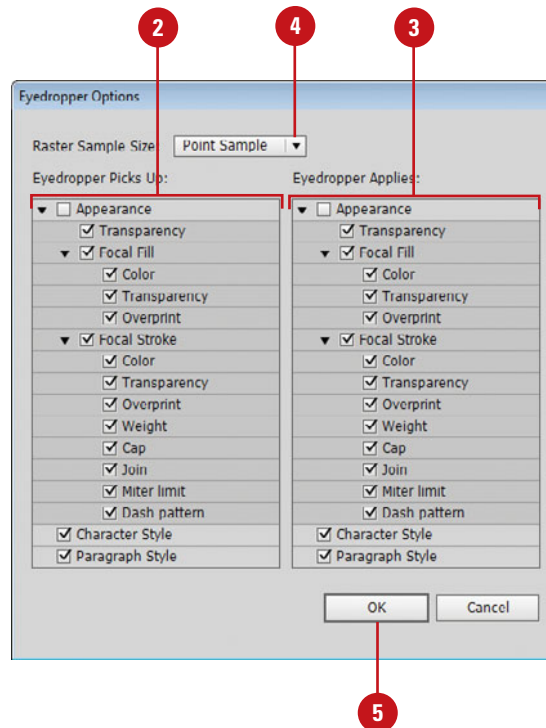 2
4
3
Eyedropper Options
Raster Sample Size: Point Sample
Eyedropper Picks Up:
Appearance
Transparency
Focal Fill
Color
Transparency
Overprint
Focal Stroke
Color
Transparency
Overprint
Weight
Cap
Join
Miter limit
Dash pattern
Character Style
Paragraph Style
Eyedropper Applies:
Appearance
Transparency
Focal Fill
Color
Transparency
Overprint
Focal Stroke
Color
Transparency
Overprint
Weight
Cap
Join
Miter limit
Dash pattern
Character Style
Paragraph Style
OK
Cancel
5